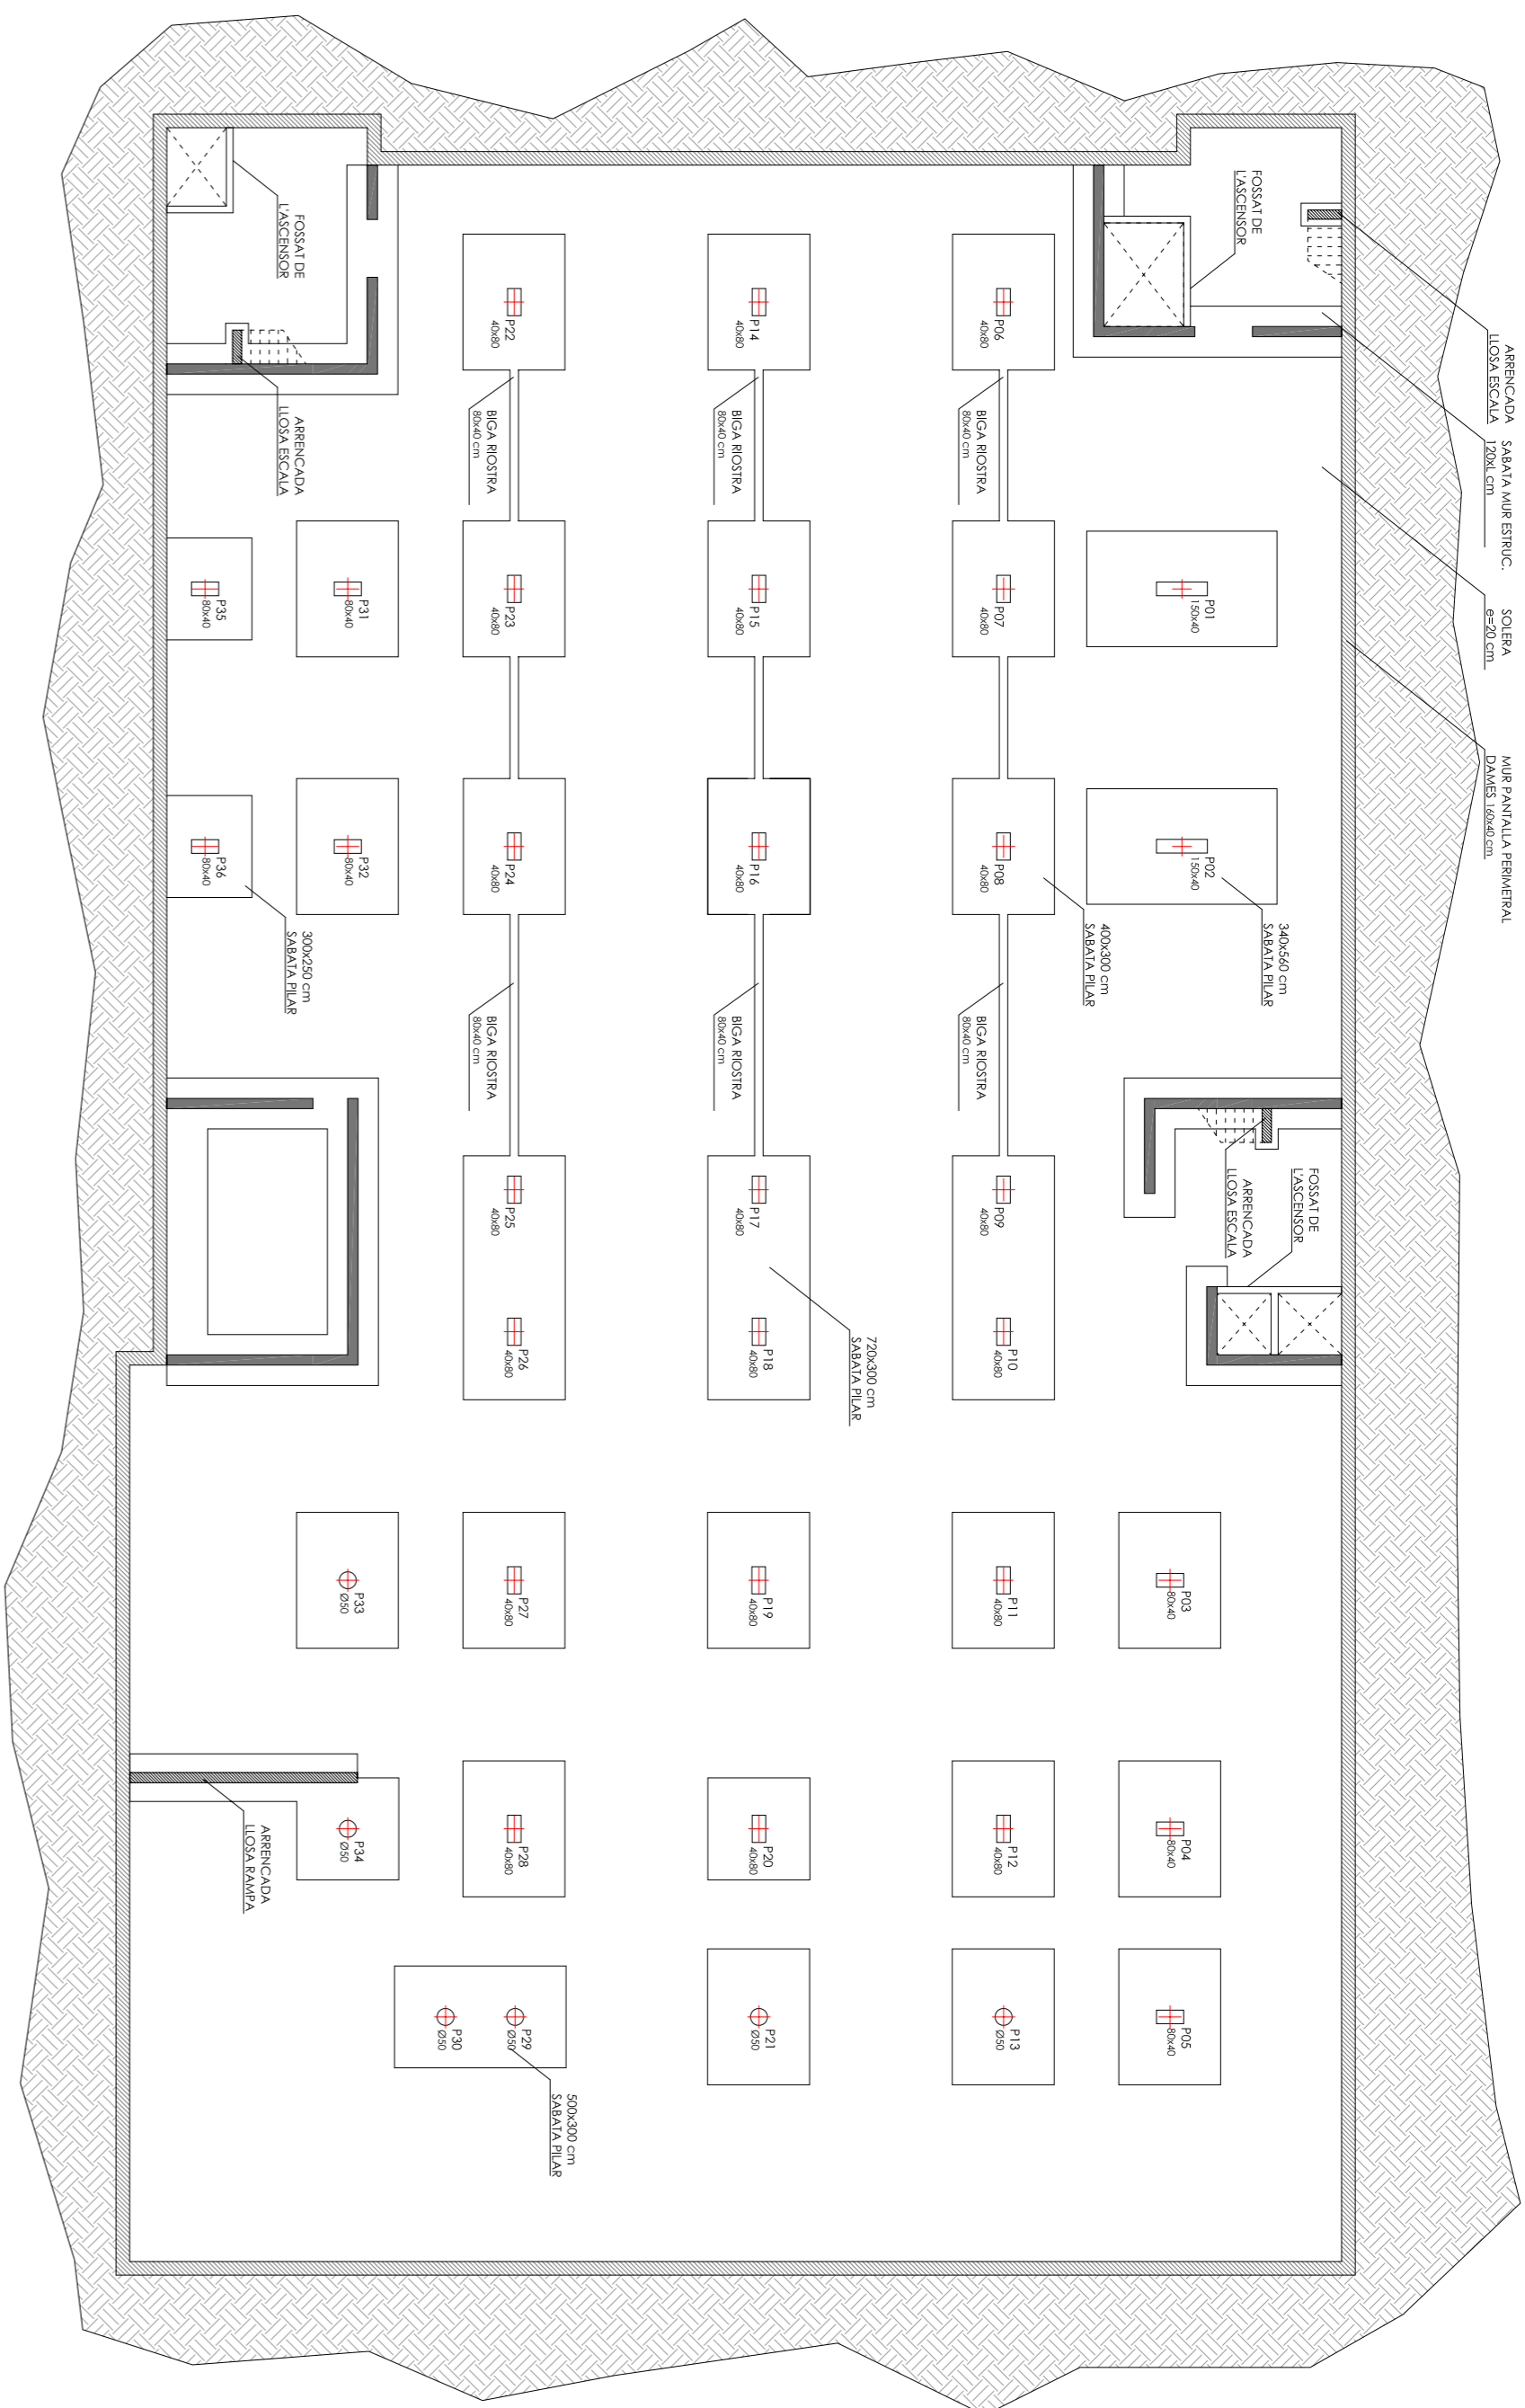 ARRENCADA
LLOSA ESCALA
SABATA MUR ESTRUC.
120xL cm
SOLERA
e=20 cm
MUR PANTALLA PERIMETRAL
DAMES 160x40 cm
FOSSAT DE
L'ASCENSOR
P01
150x40
P02
150x40
340x560 cm
SABATA PILAR
ARRENCADA
LLOSA ESCALA
FOSSAT DE
L'ASCENSOR
P03
80x40
P04
80x40
P05
80x40
P06
40x80
BIGA RIOSTRA
80x40 cm
P07
40x80
P08
40x80
400x300 cm
SABATA PILAR
BIGA RIOSTRA
80x40 cm
P09
40x80
P10
40x80
P11
40x80
P12
40x80
P13
Ø50
P14
40x80
BIGA RIOSTRA
80x40 cm
P15
40x80
P16
40x80
BIGA RIOSTRA
80x40 cm
P17
40x80
P18
40x80
720x300 cm
SABATA PILAR
P19
40x80
P20
40x80
P21
Ø50
P22
40x80
BIGA RIOSTRA
80x40 cm
P23
40x80
P24
40x80
BIGA RIOSTRA
80x40 cm
P25
40x80
P26
40x80
P27
40x80
P28
40x80
P29
Ø50
500x300 cm
SABATA PILAR
P30
Ø50
FOSSAT DE
L'ASCENSOR
ARRENCADA
LLOSA ESCALA
P31
80x40
P32
80x40
P33
Ø50
P34
Ø50
P35
80x40
P36
80x40
300x250 cm
SABATA PILAR
ARRENCADA
LLOSA RAMPA